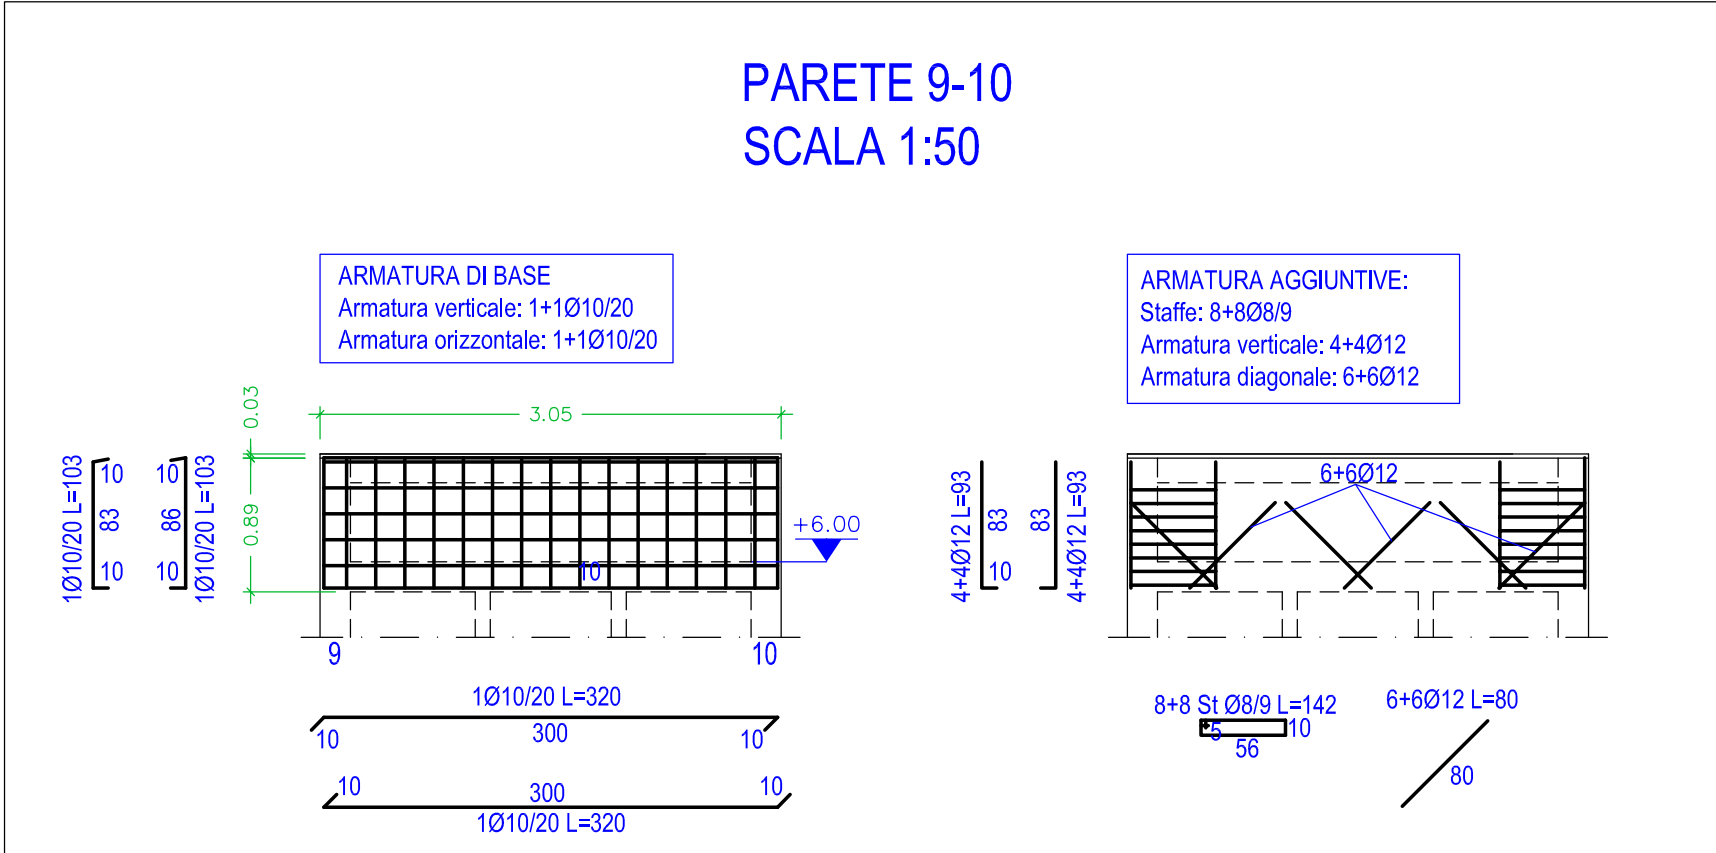 PARETE 9-10
SCALA 1:50
ARMATURA DI BASE
Armatura verticale: 1+1Ø10/20
Armatura orizzontale: 1+1Ø10/20
ARMATURA AGGIUNTIVE:
Staffe: 8+8Ø8/9
Armatura verticale: 4+4Ø12
Armatura diagonale: 6+6Ø12
1Ø10/20 L=103
10
83
10
10
86
10
1Ø10/20 L=103
0.03
0.89
3.05
+6.00
10
9
10
4+4Ø12 L=93
83
10
83
4+4Ø12 L=93
6+6Ø12
1Ø10/20 L=320
10
300
10
10
300
10
1Ø10/20 L=320
8+8 St Ø8/9 L=142
5
10
56
6+6Ø12 L=80
80